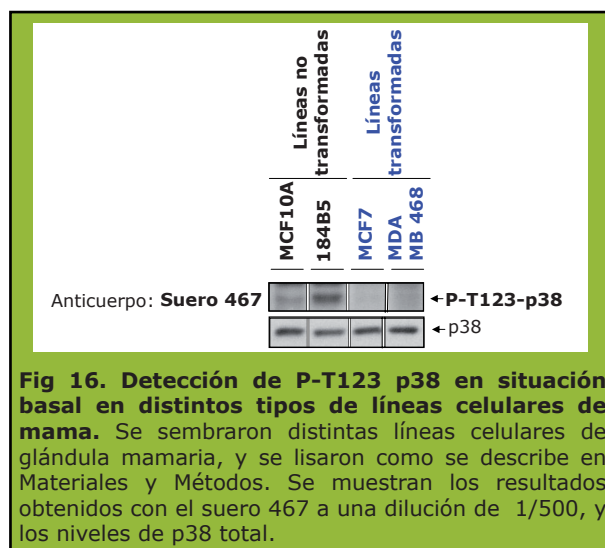 Líneas no
transformadas
Líneas
transformadas
MCF10A
184B5
MCF7
MDA
MB 468
Anticuerpo: Suero 467
P-T123-p38
p38
Fig 16. Detección de P-T123 p38 en situación
basal en distintos tipos de líneas celulares de
mama. Se sembraron distintas líneas celulares de
glándula mamaria, y se lisaron como se describe en
Materiales y Métodos. Se muestran los resultados
obtenidos con el suero 467 a una dilución de 1/500, y
los niveles de p38 total.